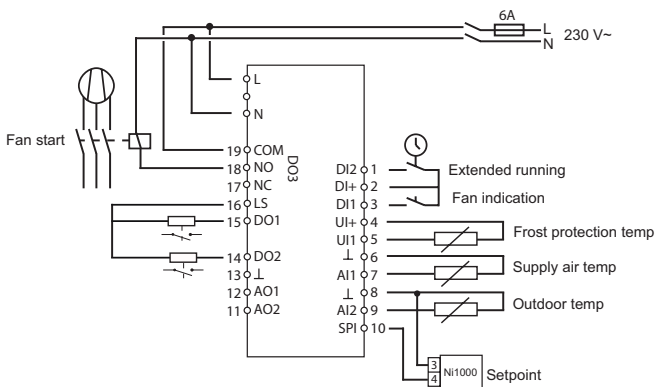 6A
L
N
230 V~
L
N
Fan start
19 COM
18 NO
17 NC
16 LS
15 DO1
14 DO2
13 ⊥
12 AO1
11 AO2
DO3
DI2 1
DI+ 2
DI1 3
UI+ 4
UI1 5
⊥ 6
AI1 7
⊥ 8
AI2 9
SPI 10
Extended running
Fan indication
Frost protection temp
Supply air temp
Outdoor temp
3
4
Ni1000
Setpoint